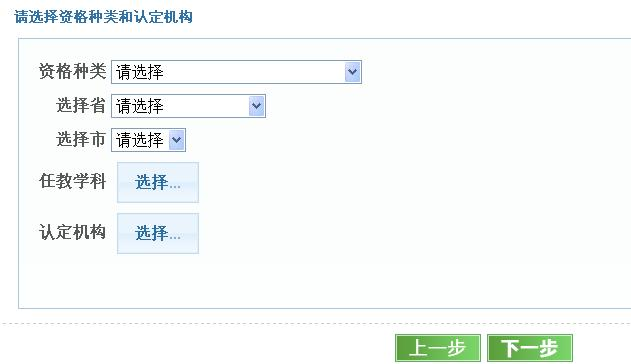 请选择资格种类和认定机构
资格种类 请选择
选择省 请选择
选择市 请选择
任教学科 选择...
认定机构 选择...
上一步 下一步